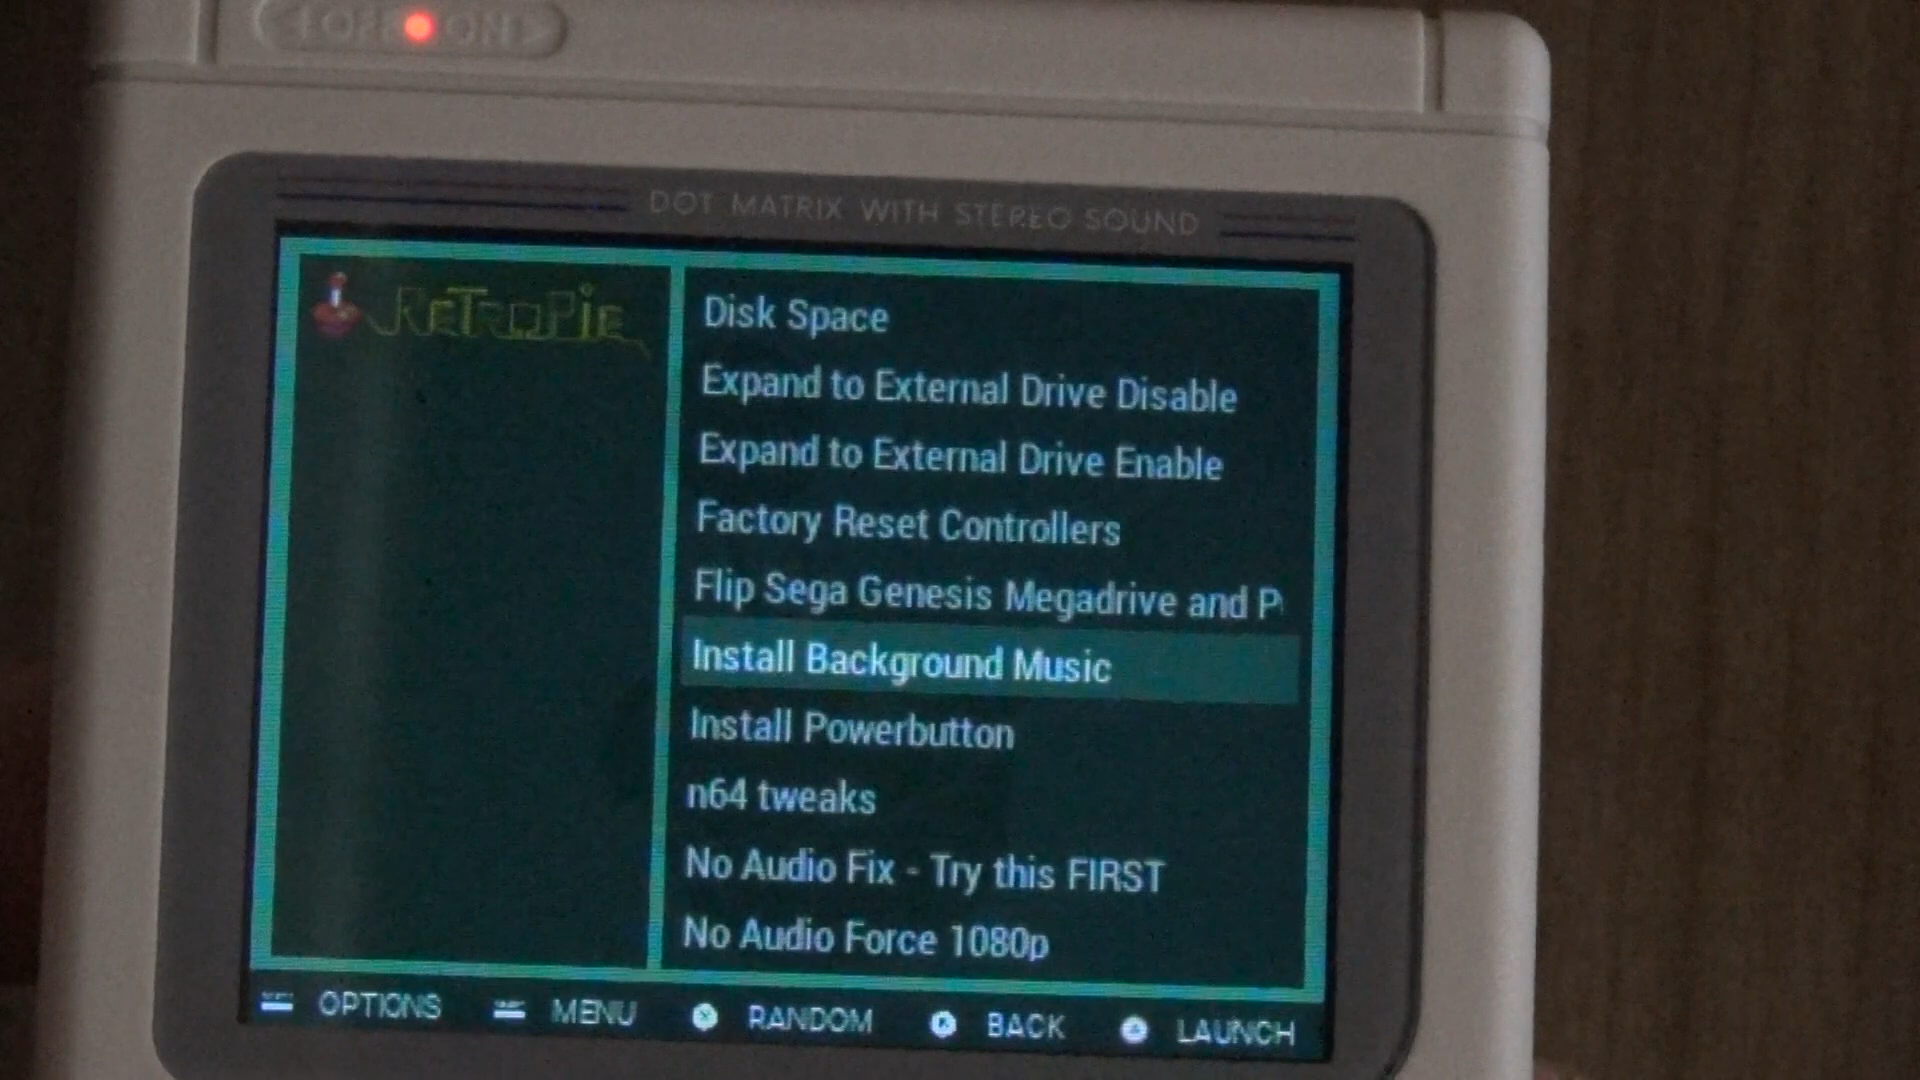 OFF ON
DOT MATRIX WITH STEREO SOUND
RETROPIE
Disk Space
Expand to External Drive Disable
Expand to External Drive Enable
Factory Reset Controllers
Flip Sega Genesis Megadrive and P
Install Background Music
Install Powerbutton
n64 tweaks
No Audio Fix - Try this FIRST
No Audio Force 1080p
OPTIONS MENU RANDOM BACK LAUNCH